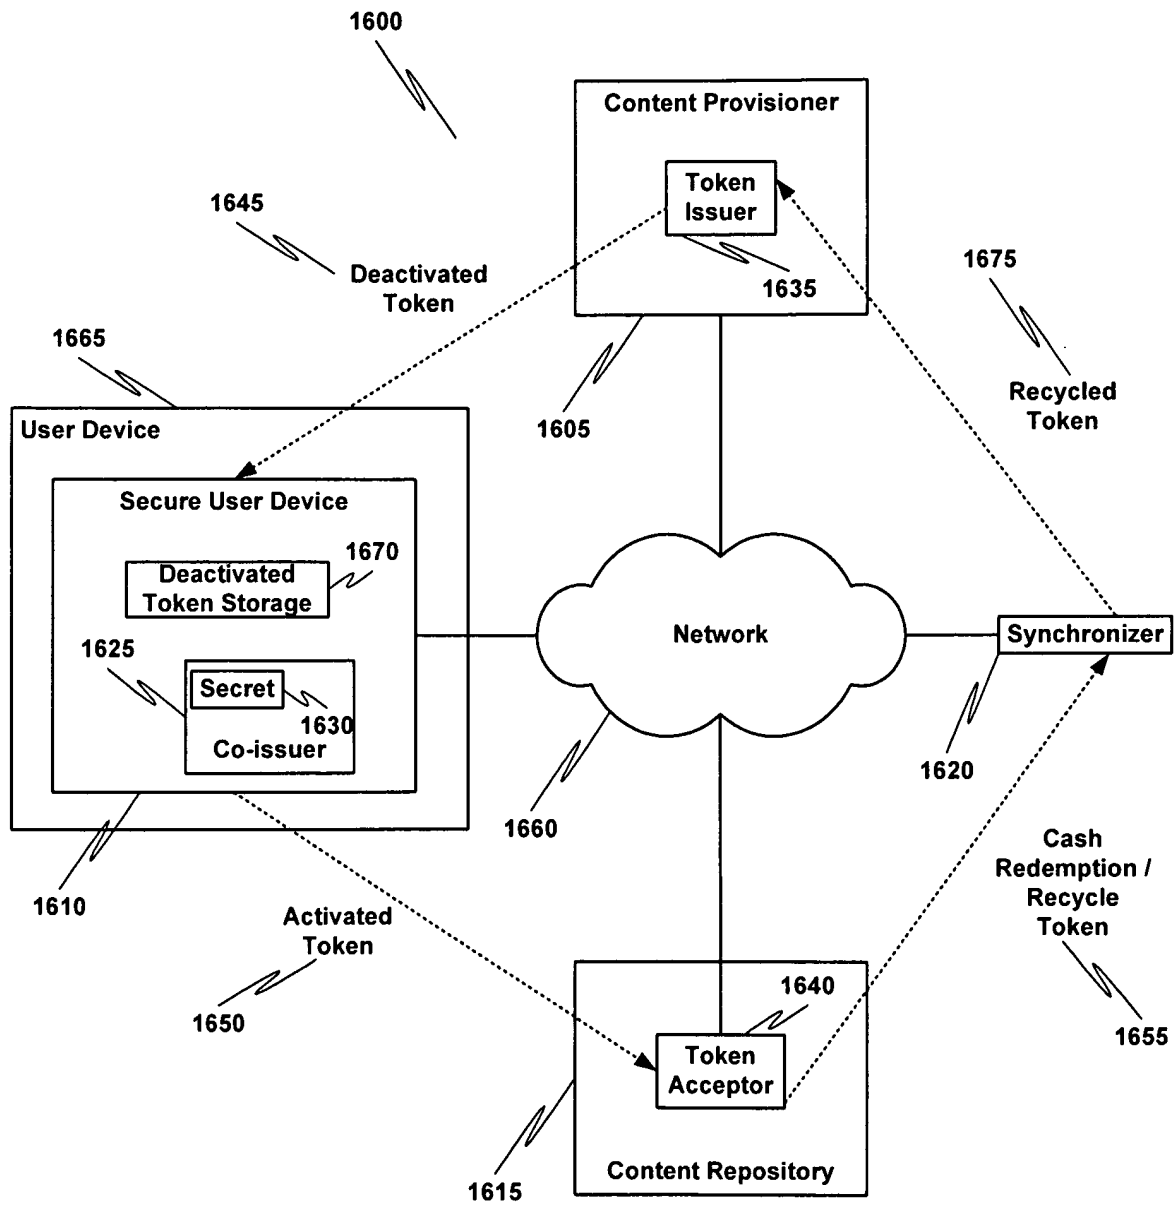 1600
Content Provisioner
Token
Issuer
1635
1645
Deactivated
Token
1675
Recycled
Token
1665
1605
User Device
Secure User Device
1670
Deactivated
Token Storage
1625
Secret
1630
Co-issuer
Network
Synchronizer
1620
1660
1610
Activated
Token
1650
Cash
Redemption /
Recycle
Token
1655
1640
Token
Acceptor
Content Repository
1615